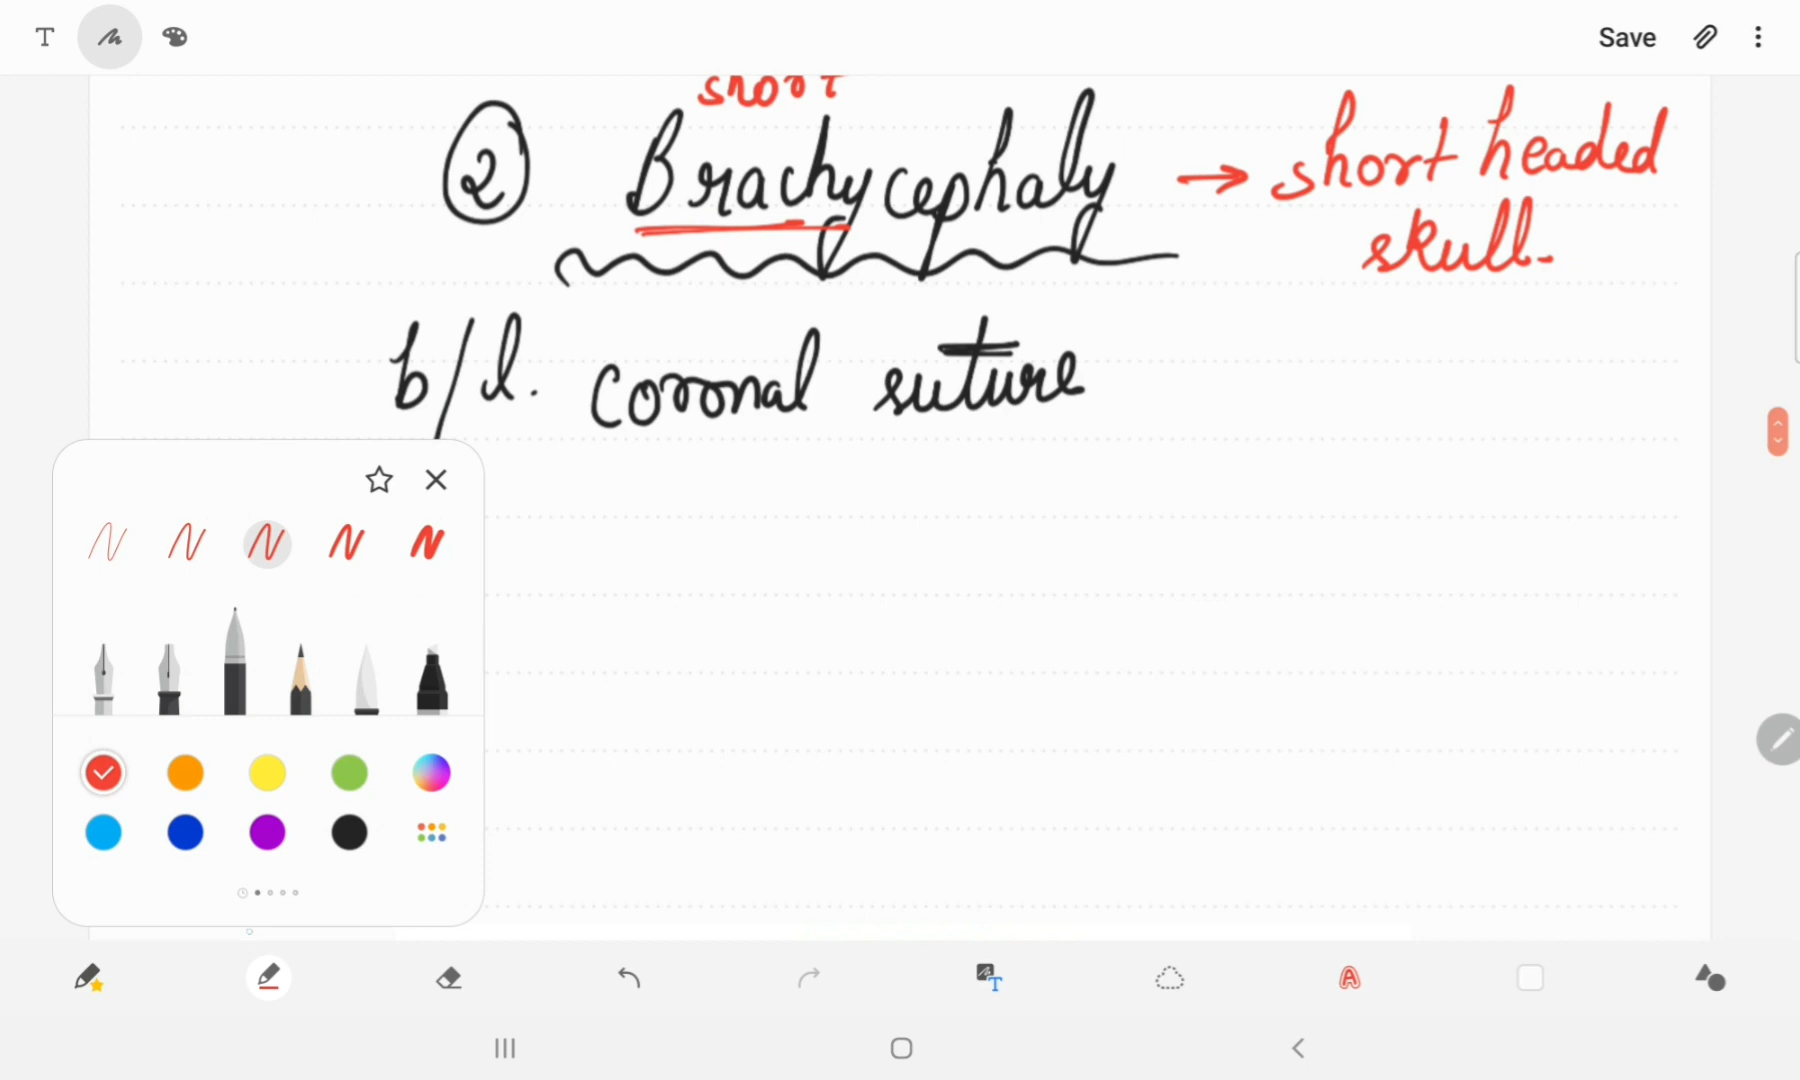 T Save
short
2 Brachycephaly → short headed
skull.
b/l. coronal suture
T
A